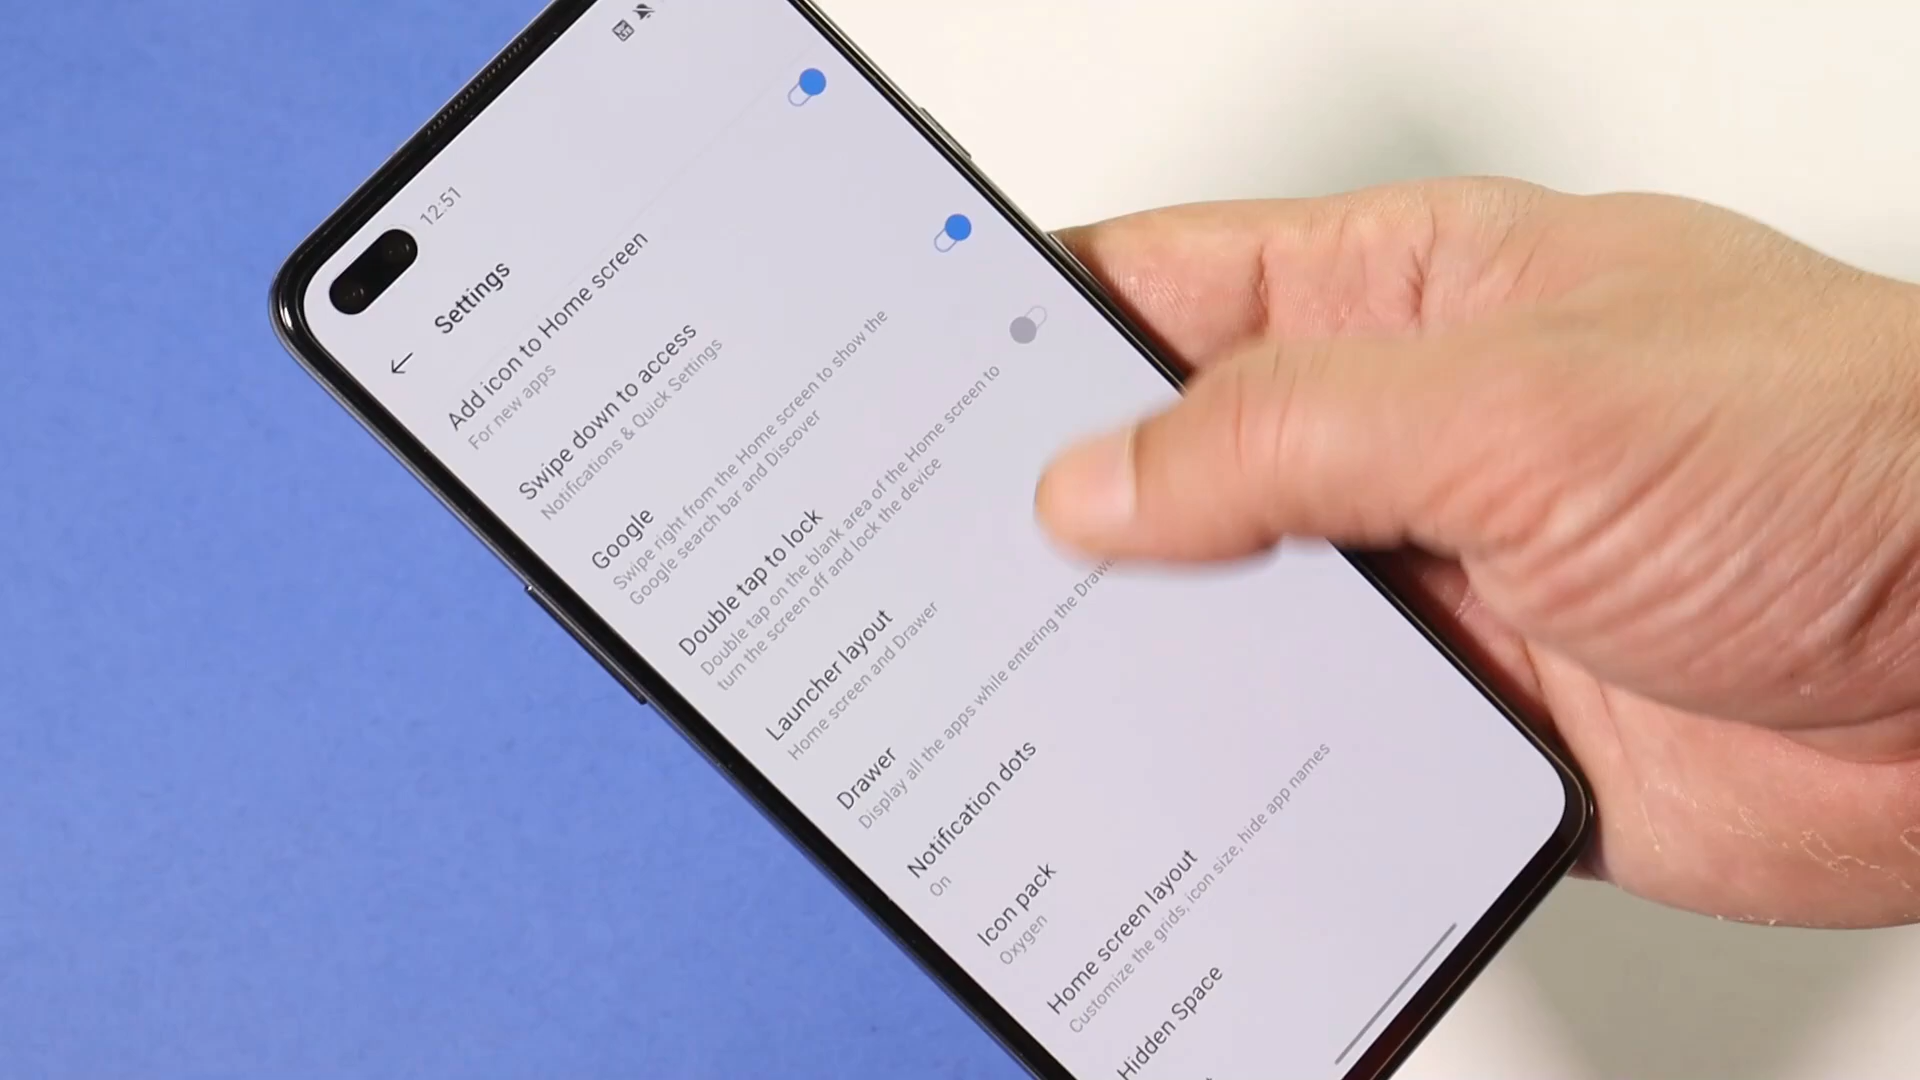 12:51
Settings
Add icon to Home screen
For new apps
Swipe down to access
Notifications & Quick Settings
Google
Swipe right from the Home screen to show the
Google search bar and Discover
Double tap to lock
Double tap on the blank area of the Home screen to
turn the screen off and lock the device
Launcher layout
Home screen and Drawer
Drawer
Display all the apps while entering the
Notification dots
On
Icon pack
Oxygen
Home screen layout
Customize the grids, icon size, hide app names
Hidden Space